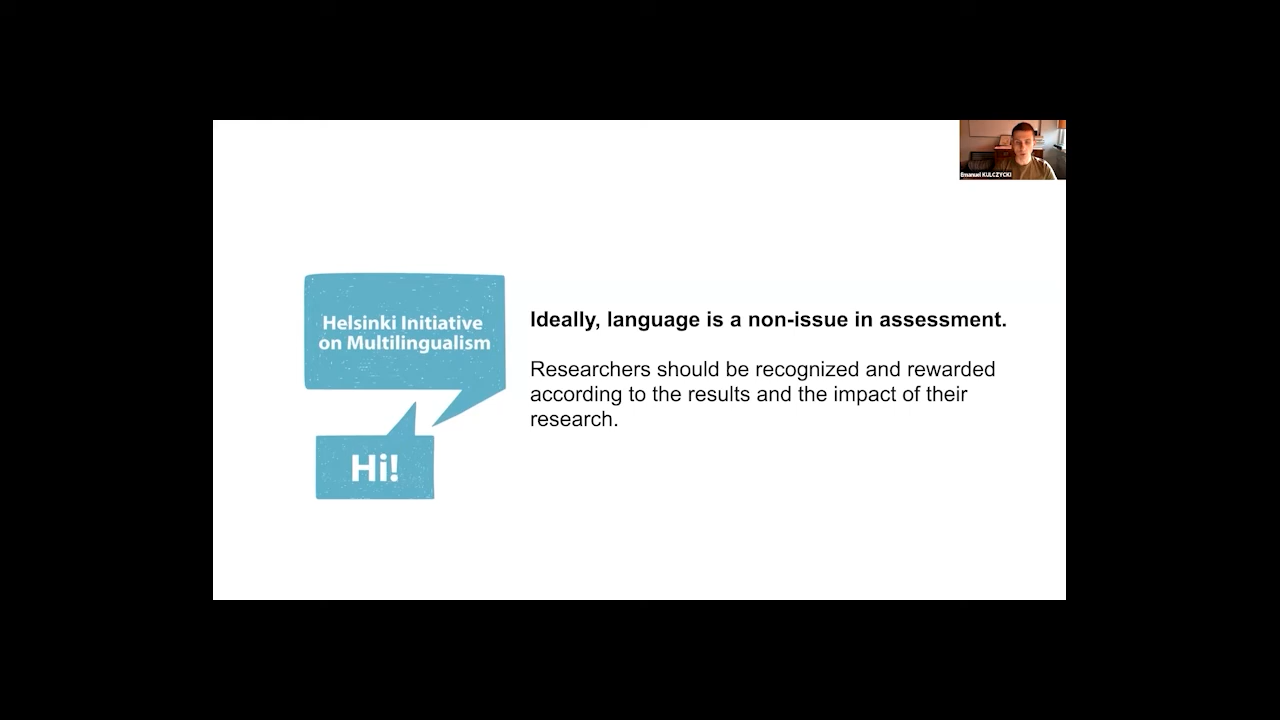 Emanuel KULCZYCKI
Helsinki Initiative
on Multilingualism
Hi!
Ideally, language is a non-issue in assessment.
Researchers should be recognized and rewarded
according to the results and the impact of their
research.